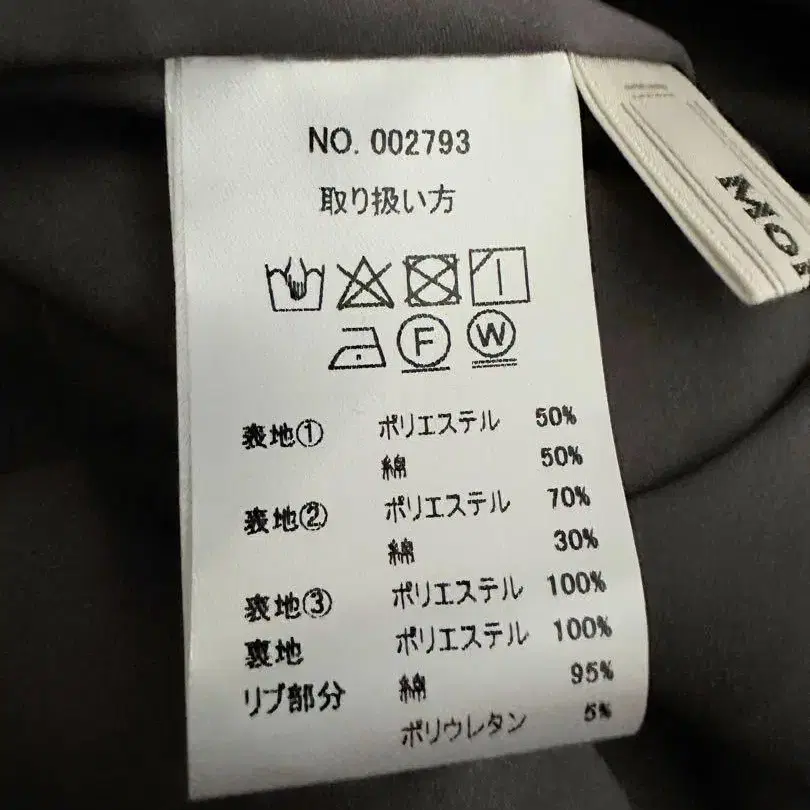 NO. 002793
取り扱い方
F W
表地① ポリエステル 50%
綿 50%
表地② ポリエステル 70%
綿 30%
表地③ ポリエステル 100%
裏地 ポリエステル 100%
リブ部分 綿 95%
ポリウレタン 5%